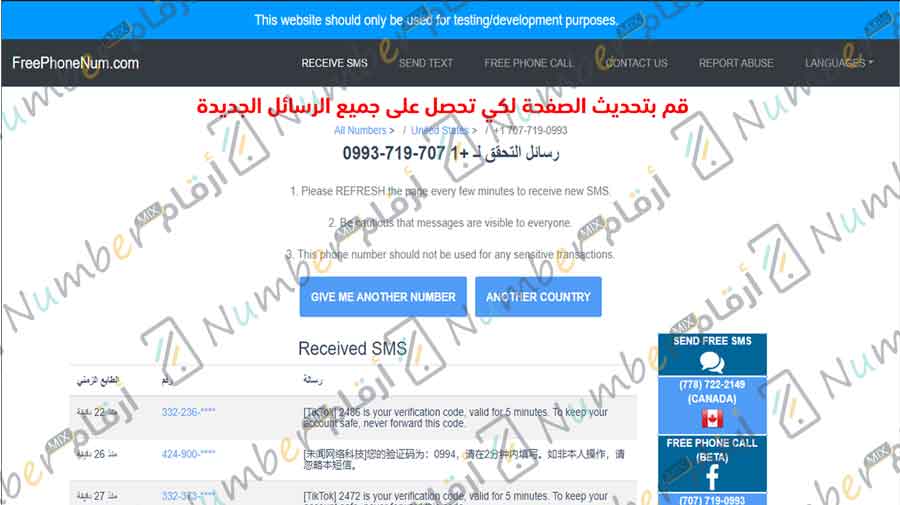 This website should only be used for testing/development purposes.
FreePhoneNum.com
RECEIVE SMS
SEND TEXT
FREE PHONE CALL
CONTACT US
REPORT ABUSE
LANGUAGES
قم بتحديث الصفحة لكي تحصل على جميع الرسائل الجديدة
All Numbers > / United States > / +1 707-719-0993
رسائل التحقق لـ +1 707-719-0993
1. Please REFRESH the page every few minutes to receive new SMS.
2. Be cautious that messages are visible to everyone.
3. This phone number should not be used for any sensitive transactions.
GIVE ME ANOTHER NUMBER
ANOTHER COUNTRY
Received SMS
الطابع الزمني
رقم
رسالة
منذ 22 دقيقة
332-236-****
[TikTok] 2486 is your verification code, valid for 5 minutes. To keep your
account safe, never forward this code.
منذ 26 دقيقة
424-900-****
[未闻网络科技]您的验证码为：0994，请在2分钟内填写。如非本人操作，请
忽略本短信。
منذ 27 دقيقة
332-373-****
[TikTok] 2472 is your verification code, valid for 5 minutes. To keep your
SEND FREE SMS
(778) 722-2149
(CANADA)
FREE PHONE CALL
(BETA)
(707) 719-0993
Number MIX أرقام